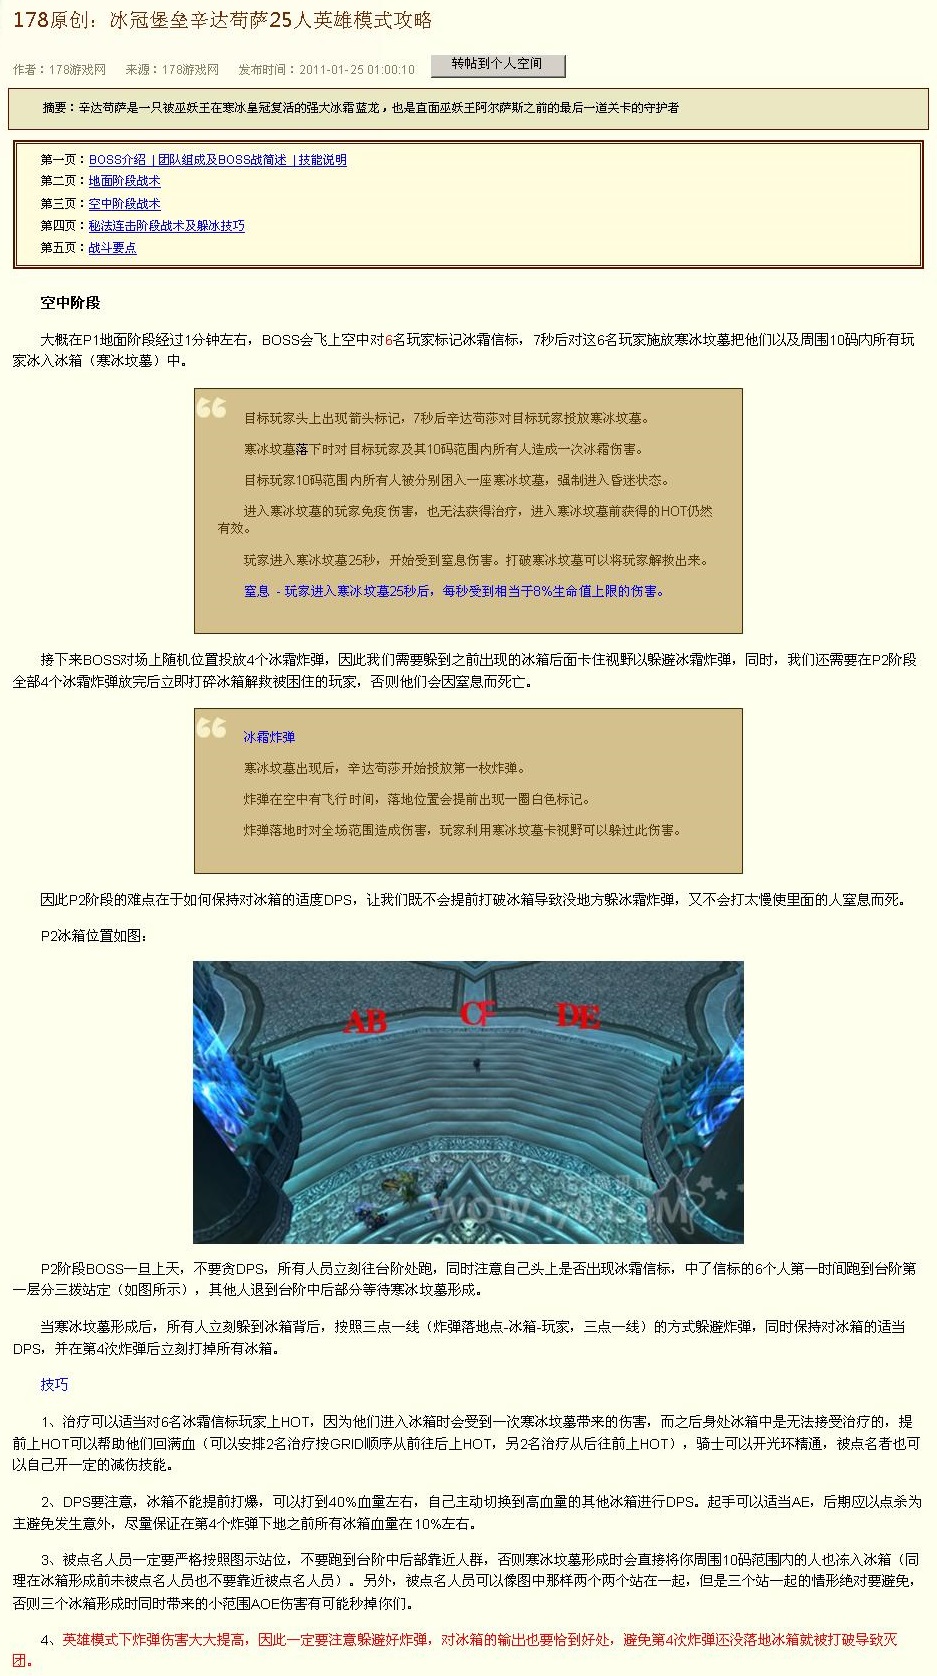 178原创：冰冠堡垒辛达苟萨25人英雄模式攻略
作者：178游戏网 来源：178游戏网 发布时间：2011-01-25 01:00:10 转帖到个人空间
摘要：辛达苟萨是一只被巫妖王在寒冰皇冠复活的强大冰霜蓝龙，也是直面巫妖王阿尔萨斯之前的最后一道关卡的守护者
第一页：BOSS介绍 | 团队组成及BOSS战简述 | 技能说明
第二页：地面阶段战术
第三页：空中阶段战术
第四页：秘法连击阶段战术及躲冰技巧
第五页：战斗要点
空中阶段
大概在P1地面阶段经过1分钟左右，BOSS会飞上空中对6名玩家标记冰霜信标，7秒后对这6名玩家施放寒冰坟墓把他们以及周围10码内所有玩
家冰入冰箱（寒冰坟墓）中。
目标玩家头上出现箭头标记，7秒后辛达苟莎对目标玩家投放寒冰坟墓。
寒冰坟墓落下时对目标玩家及其10码范围内所有人造成一次冰霜伤害。
目标玩家10码范围内所有人被分别困入一座寒冰坟墓，强制进入昏迷状态。
进入寒冰坟墓的玩家免疫伤害，也无法获得治疗，进入寒冰坟墓前获得的HOT仍然
有效。
玩家进入寒冰坟墓25秒，开始受到窒息伤害。打破寒冰坟墓可以将玩家解救出来。
窒息 - 玩家进入寒冰坟墓25秒后，每秒受到相当于8%生命值上限的伤害。
接下来BOSS对场上随机位置投放4个冰霜炸弹，因此我们需要躲到之前出现的冰箱后面卡住视野以躲避冰霜炸弹，同时，我们还需要在P2阶段
全部4个冰霜炸弹放完后立即打碎冰箱解救被困住的玩家，否则他们会因窒息而死亡。
冰霜炸弹
寒冰坟墓出现后，辛达苟莎开始投放第一枚炸弹。
炸弹在空中有飞行时间，落地位置会提前出现一圈白色标记。
炸弹落地时对全场范围造成伤害，玩家利用寒冰坟墓卡视野可以躲过此伤害。
因此P2阶段的难点在于如何保持对冰箱的适度DPS，让我们既不会提前打破冰箱导致没地方躲冰霜炸弹，又不会打太慢使里面的人窒息而死。
P2冰箱位置如图：
AB CF DE
WOW.178.COM
P2阶段BOSS一旦上天，不要贪DPS，所有人员立刻往台阶处跑，同时注意自己头上是否出现冰霜信标，中了信标的6个人第一时间跑到台阶第
一层分三拨站定（如图所示），其他人退到台阶中后部分等待寒冰坟墓形成。
当寒冰坟墓形成后，所有人立刻躲到冰箱背后，按照三点一线（炸弹落地点-冰箱-玩家，三点一线）的方式躲避炸弹，同时保持对冰箱的适当
DPS，并在第4次炸弹后立刻打掉所有冰箱。
技巧
1、治疗可以适当对6名冰霜信标玩家上HOT，因为他们进入冰箱时会受到一次寒冰坟墓带来的伤害，而之后身处冰箱中是无法接受治疗的，提
前上HOT可以帮助他们回满血（可以安排2名治疗按GRID顺序从前往后上HOT，另2名治疗从后往前上HOT），骑士可以开光环精通，被点名者也可
以自己开一定的减伤技能。
2、DPS要注意，冰箱不能提前打爆，可以打到40%血量左右，自己主动切换到高血量的其他冰箱进行DPS。起手可以适当AE，后期应以点杀为
主避免发生意外，尽量保证在第4个炸弹下地之前所有冰箱血量在10%左右。
3、被点名人员一定要严格按照图示站位，不要跑到台阶中后部靠近人群，否则寒冰坟墓形成时会直接将你周围10码范围内的人也冻入冰箱（同
理在冰箱形成前未被点名人员也不要靠近被点名人员）。另外，被点名人员可以像图中那样两个两个站在一起，但是三个站一起的情形绝对要避免，
否则三个冰箱形成时同时带来的小范围AOE伤害有可能秒掉你们。
4、英雄模式下炸弹伤害大大提高，因此一定要注意躲避好炸弹，对冰箱的输出也要恰到好处，避免第4次炸弹还没落地冰箱就被打破导致灭
团。